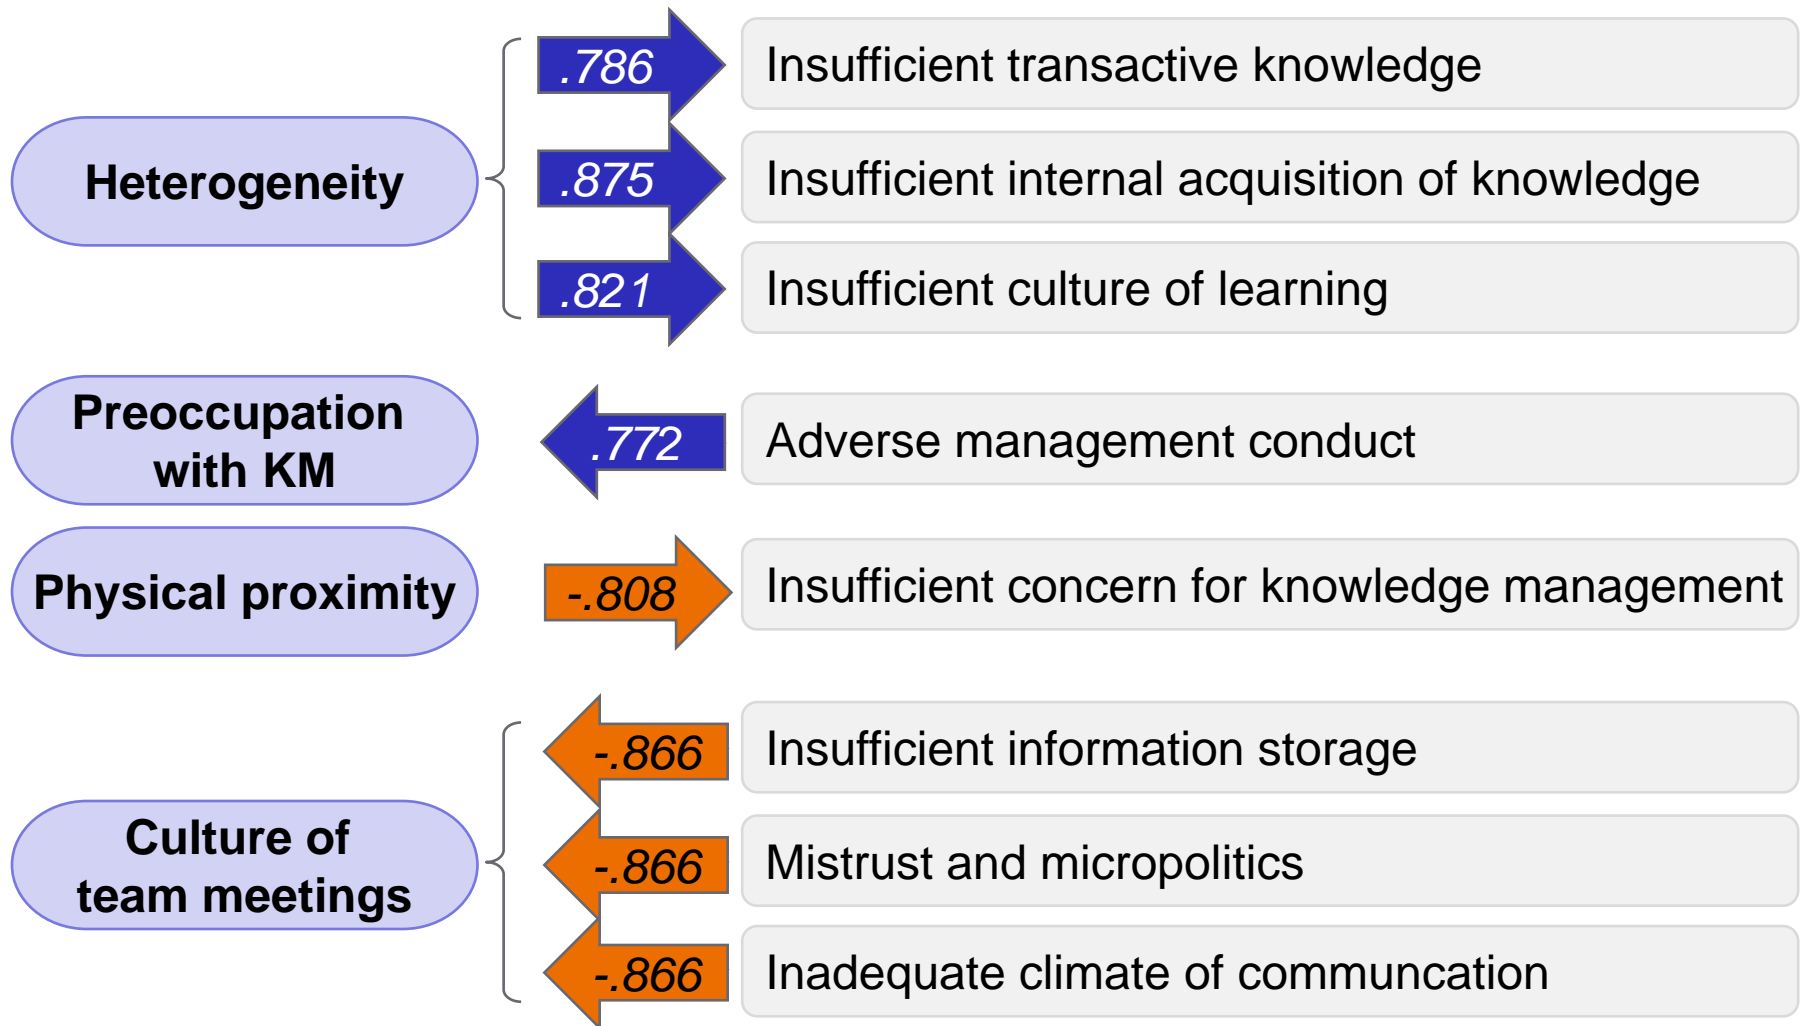 Heterogeneity
.786
Insufficient transactive knowledge
.875
Insufficient internal acquisition of knowledge
.821
Insufficient culture of learning
Preoccupation
with KM
.772
Adverse management conduct
Physical proximity
-.808
Insufficient concern for knowledge management
Culture of
team meetings
-.866
Insufficient information storage
-.866
Mistrust and micropolitics
-.866
Inadequate climate of communcation